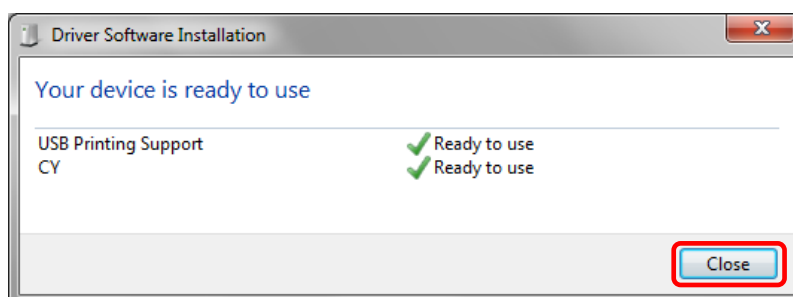 Driver Software Installation
Your device is ready to use
USB Printing Support Ready to use
CY Ready to use
Close